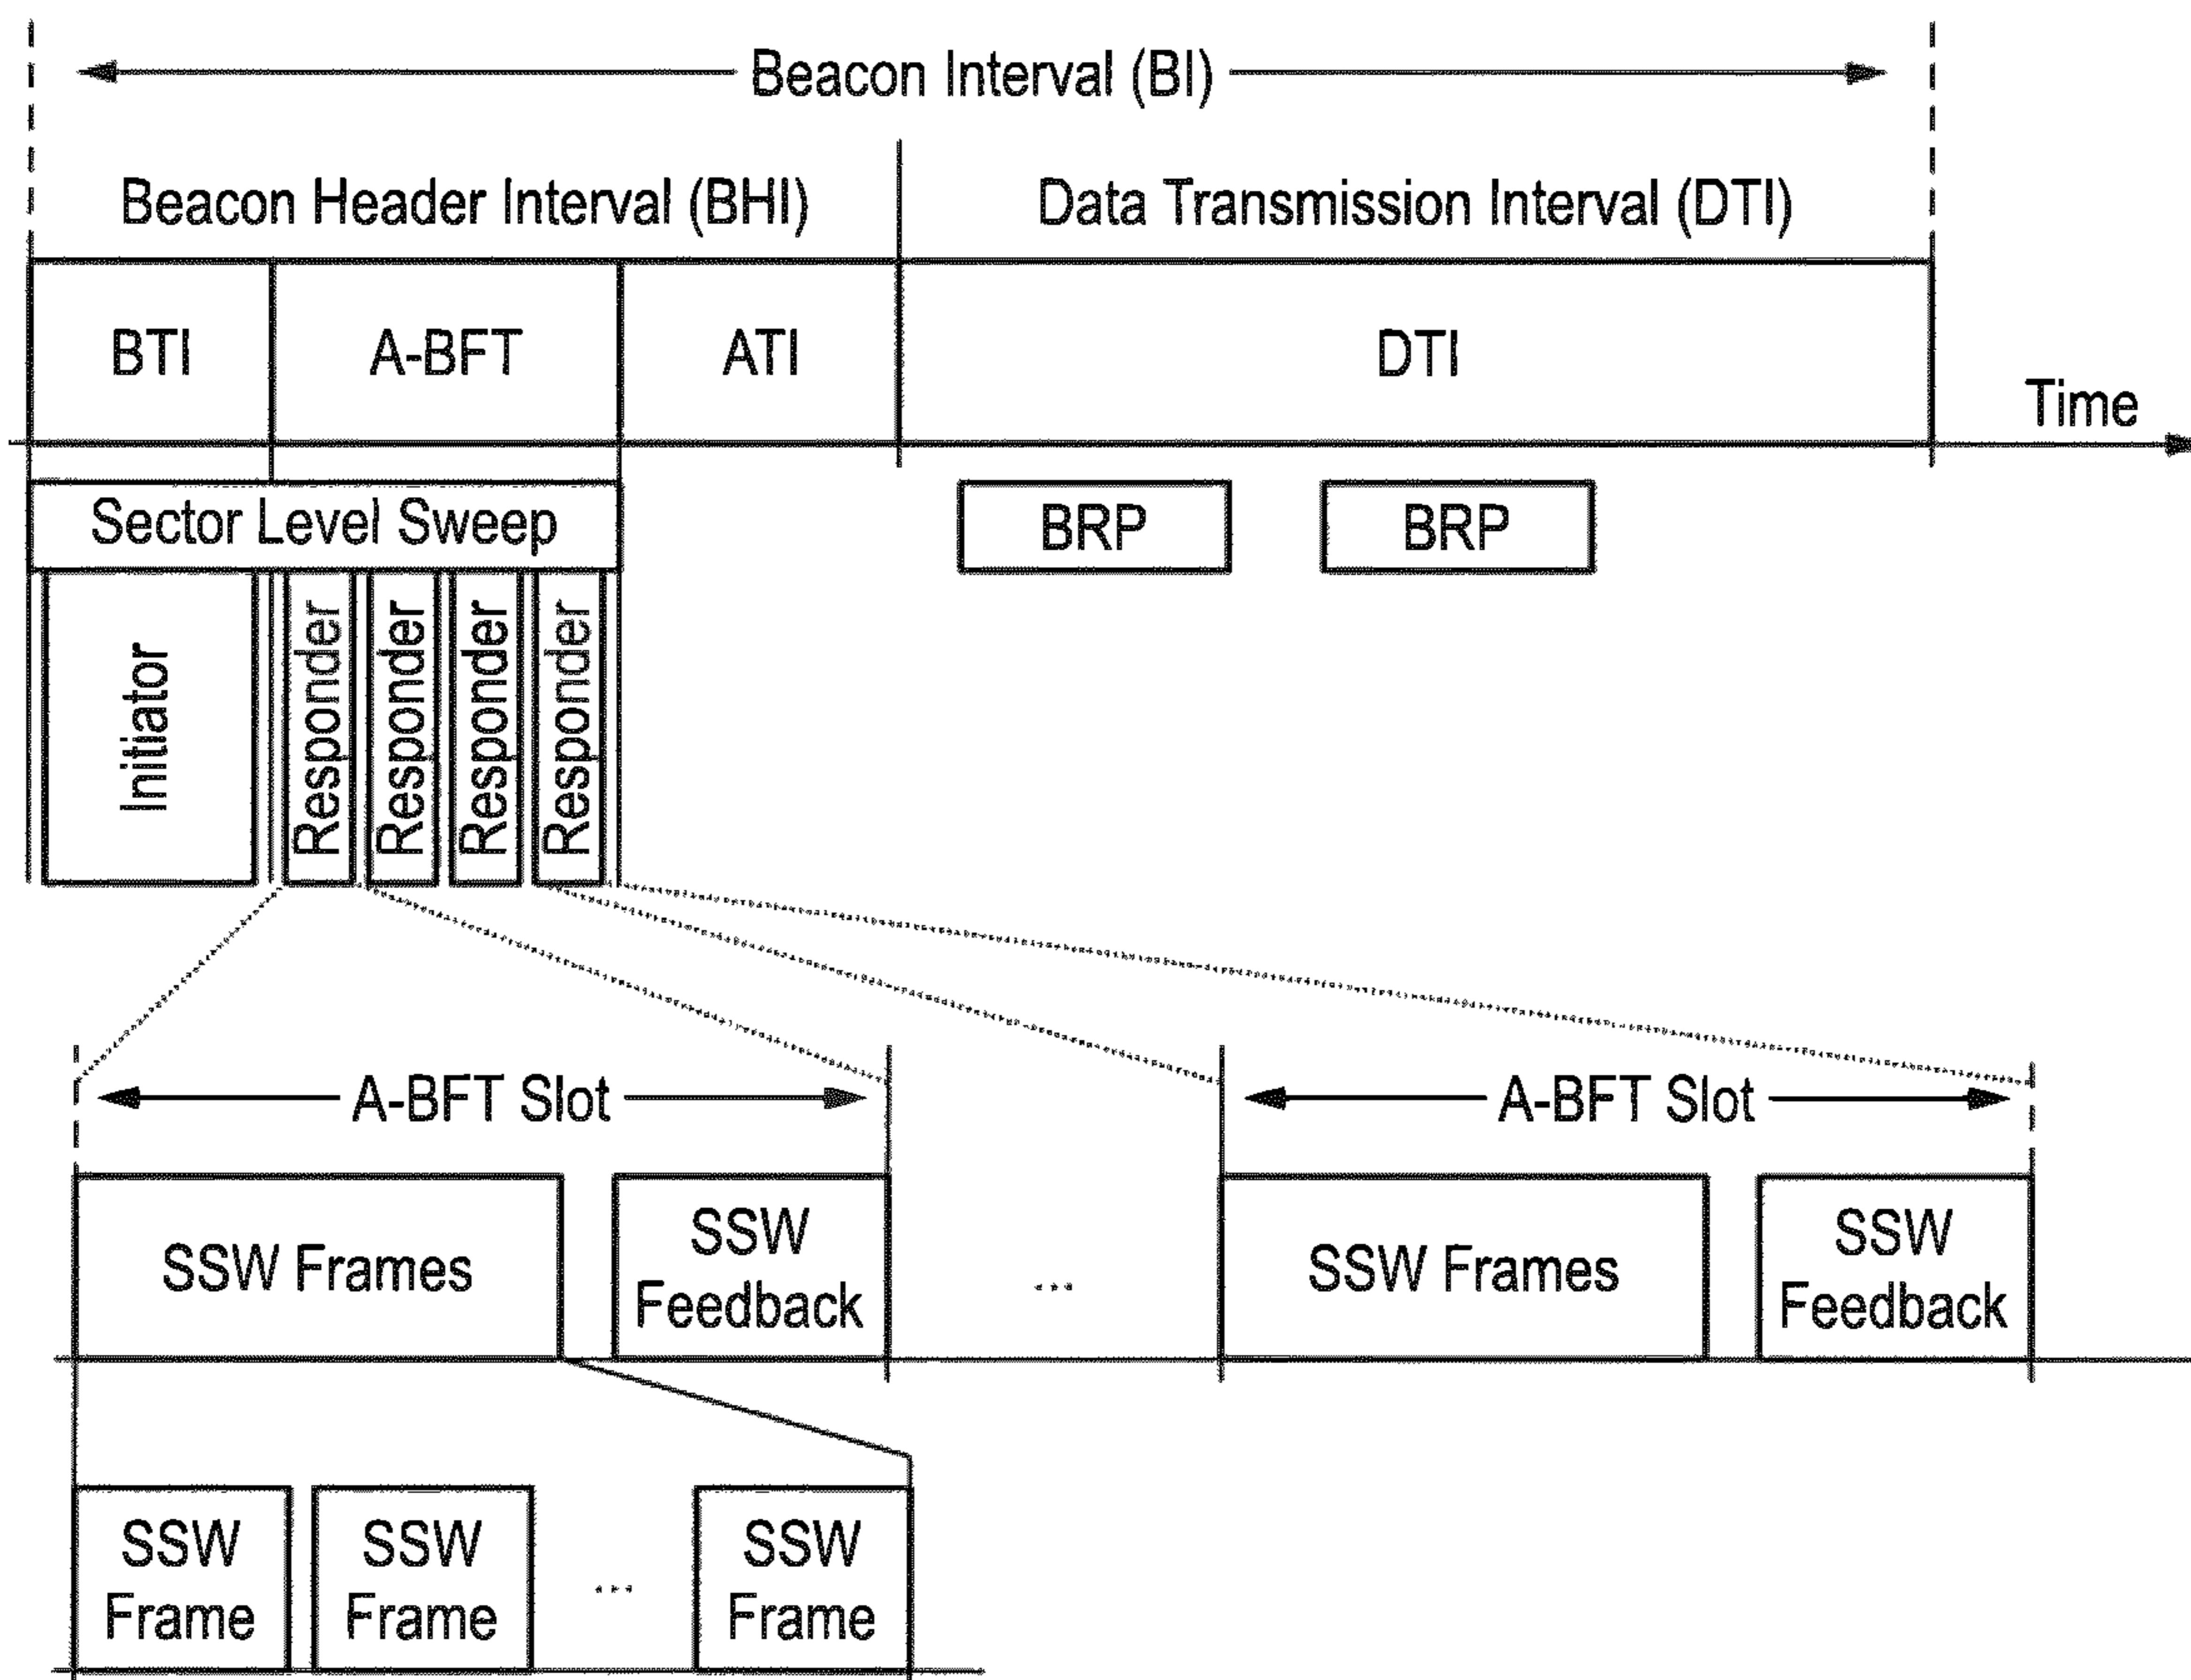 Beacon Interval (BI)
Beacon Header Interval (BHI)
Data Transmission Interval (DTI)
BTI
A-BFT
ATI
DTI
Time
Sector Level Sweep
BRP
BRP
Initiator
Responder
Responder
Responder
Responder
A-BFT Slot
A-BFT Slot
SSW Frames
SSW
Feedback
...
SSW Frames
SSW
Feedback
SSW
Frame
SSW
Frame
...
SSW
Frame